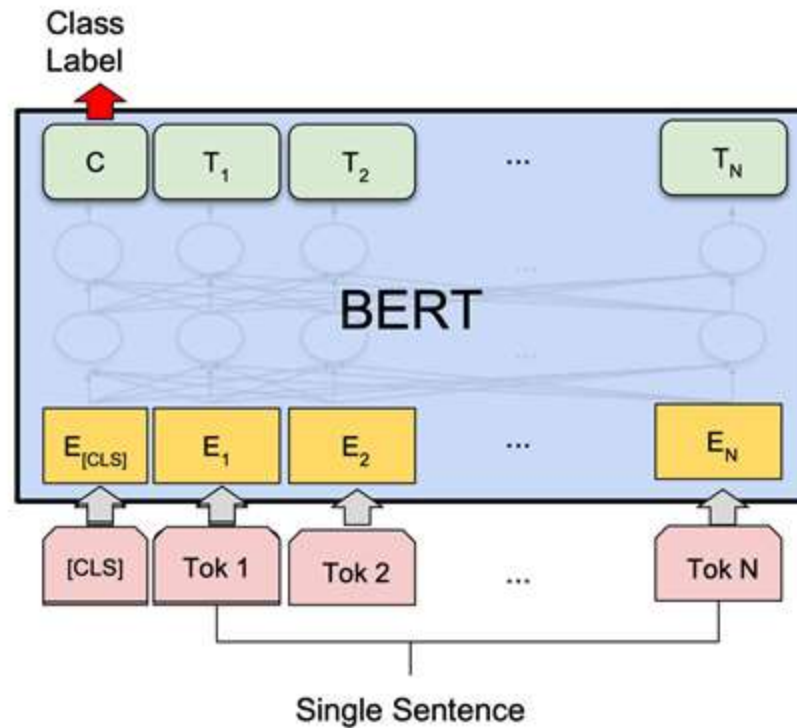 Class
Label
C T1 T2 ... TN
...
BERT
...
E[CLS] E1 E2 ... EN
[CLS] Tok 1 Tok 2 ... Tok N
Single Sentence